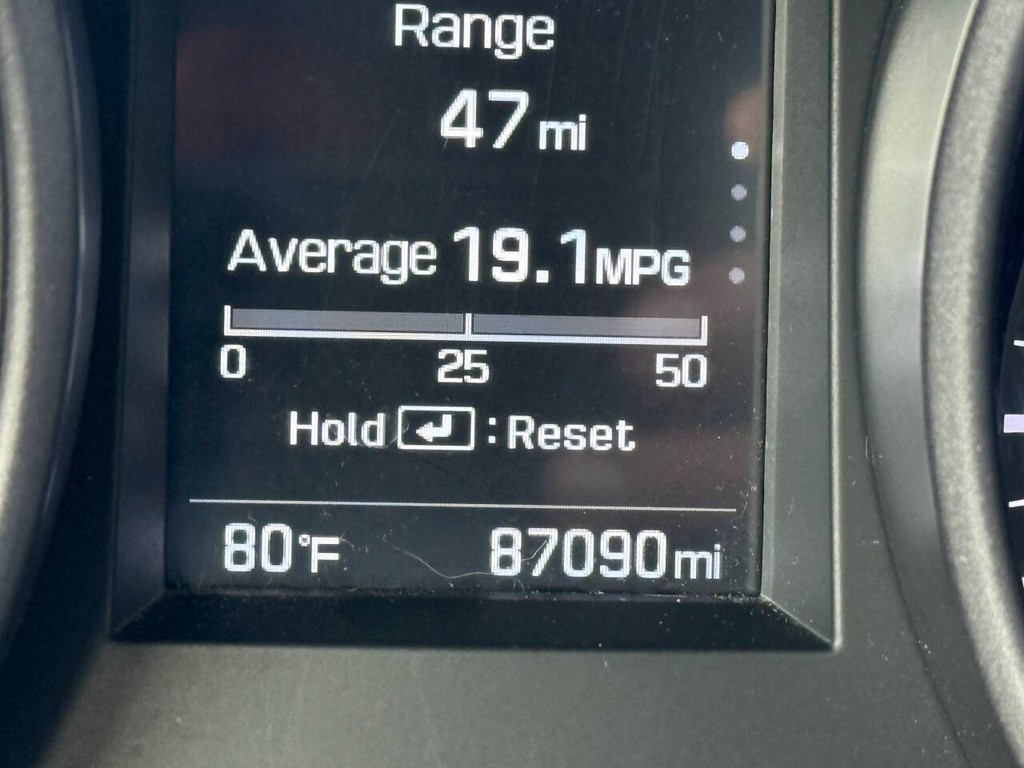 Range
47 mi
Average 19.1 MPG
0 25 50
Hold : Reset
80°F 87090 mi